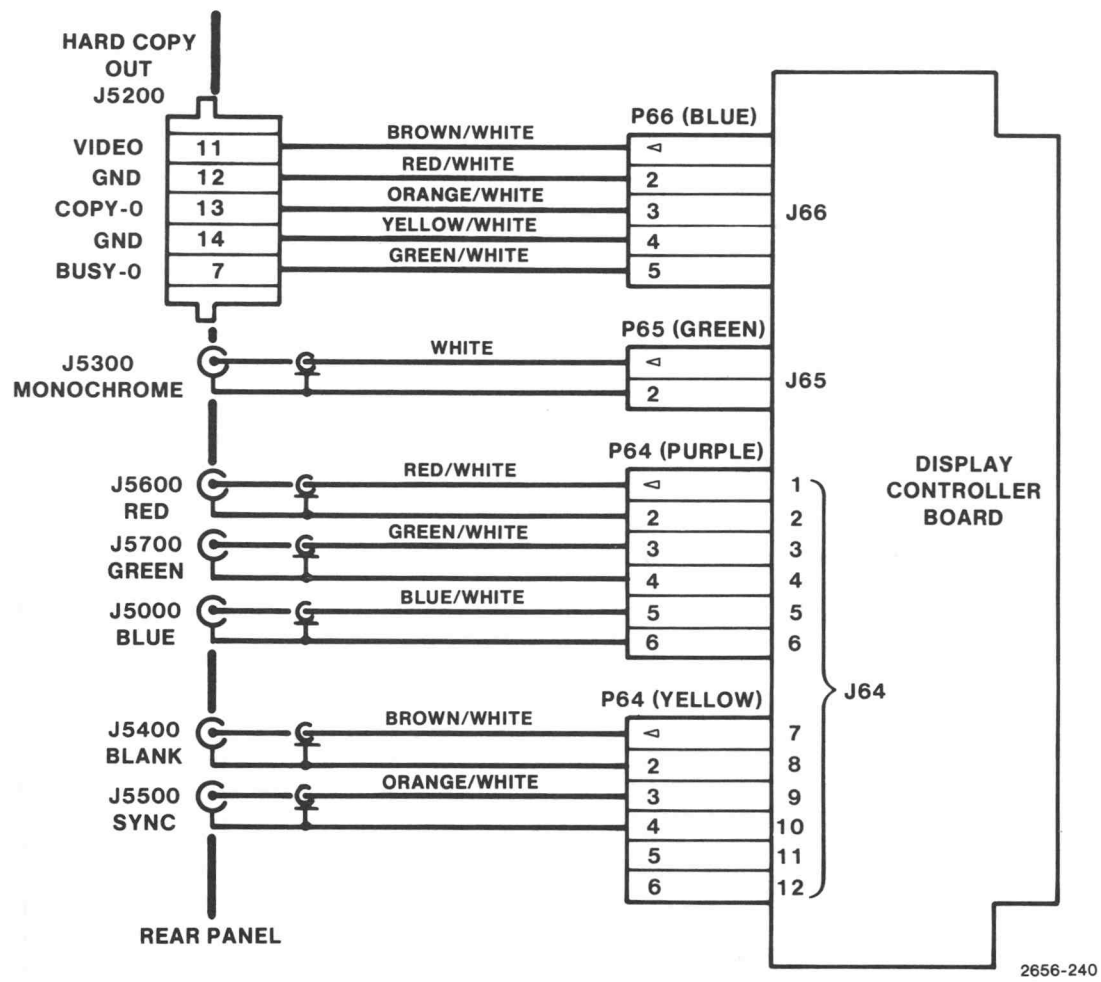 HARD COPY
OUT
J5200
P66 (BLUE)
VIDEO 11 BROWN/WHITE
GND 12 RED/WHITE 2
COPY-0 13 ORANGE/WHITE 3 J66
GND 14 YELLOW/WHITE 4
BUSY-0 7 GREEN/WHITE 5
P65 (GREEN)
J5300
MONOCHROME
WHITE
2
J65
P64 (PURPLE)
J5600
RED
RED/WHITE
1
2 2
J5700
GREEN
GREEN/WHITE
3 3
4 4
J5000
BLUE
BLUE/WHITE
5 5
6 6
DISPLAY
CONTROLLER
BOARD
J64
P64 (YELLOW)
J5400
BLANK
BROWN/WHITE
7
2 8
J5500
SYNC
ORANGE/WHITE
3 9
4 10
5 11
6 12
REAR PANEL
2656-240